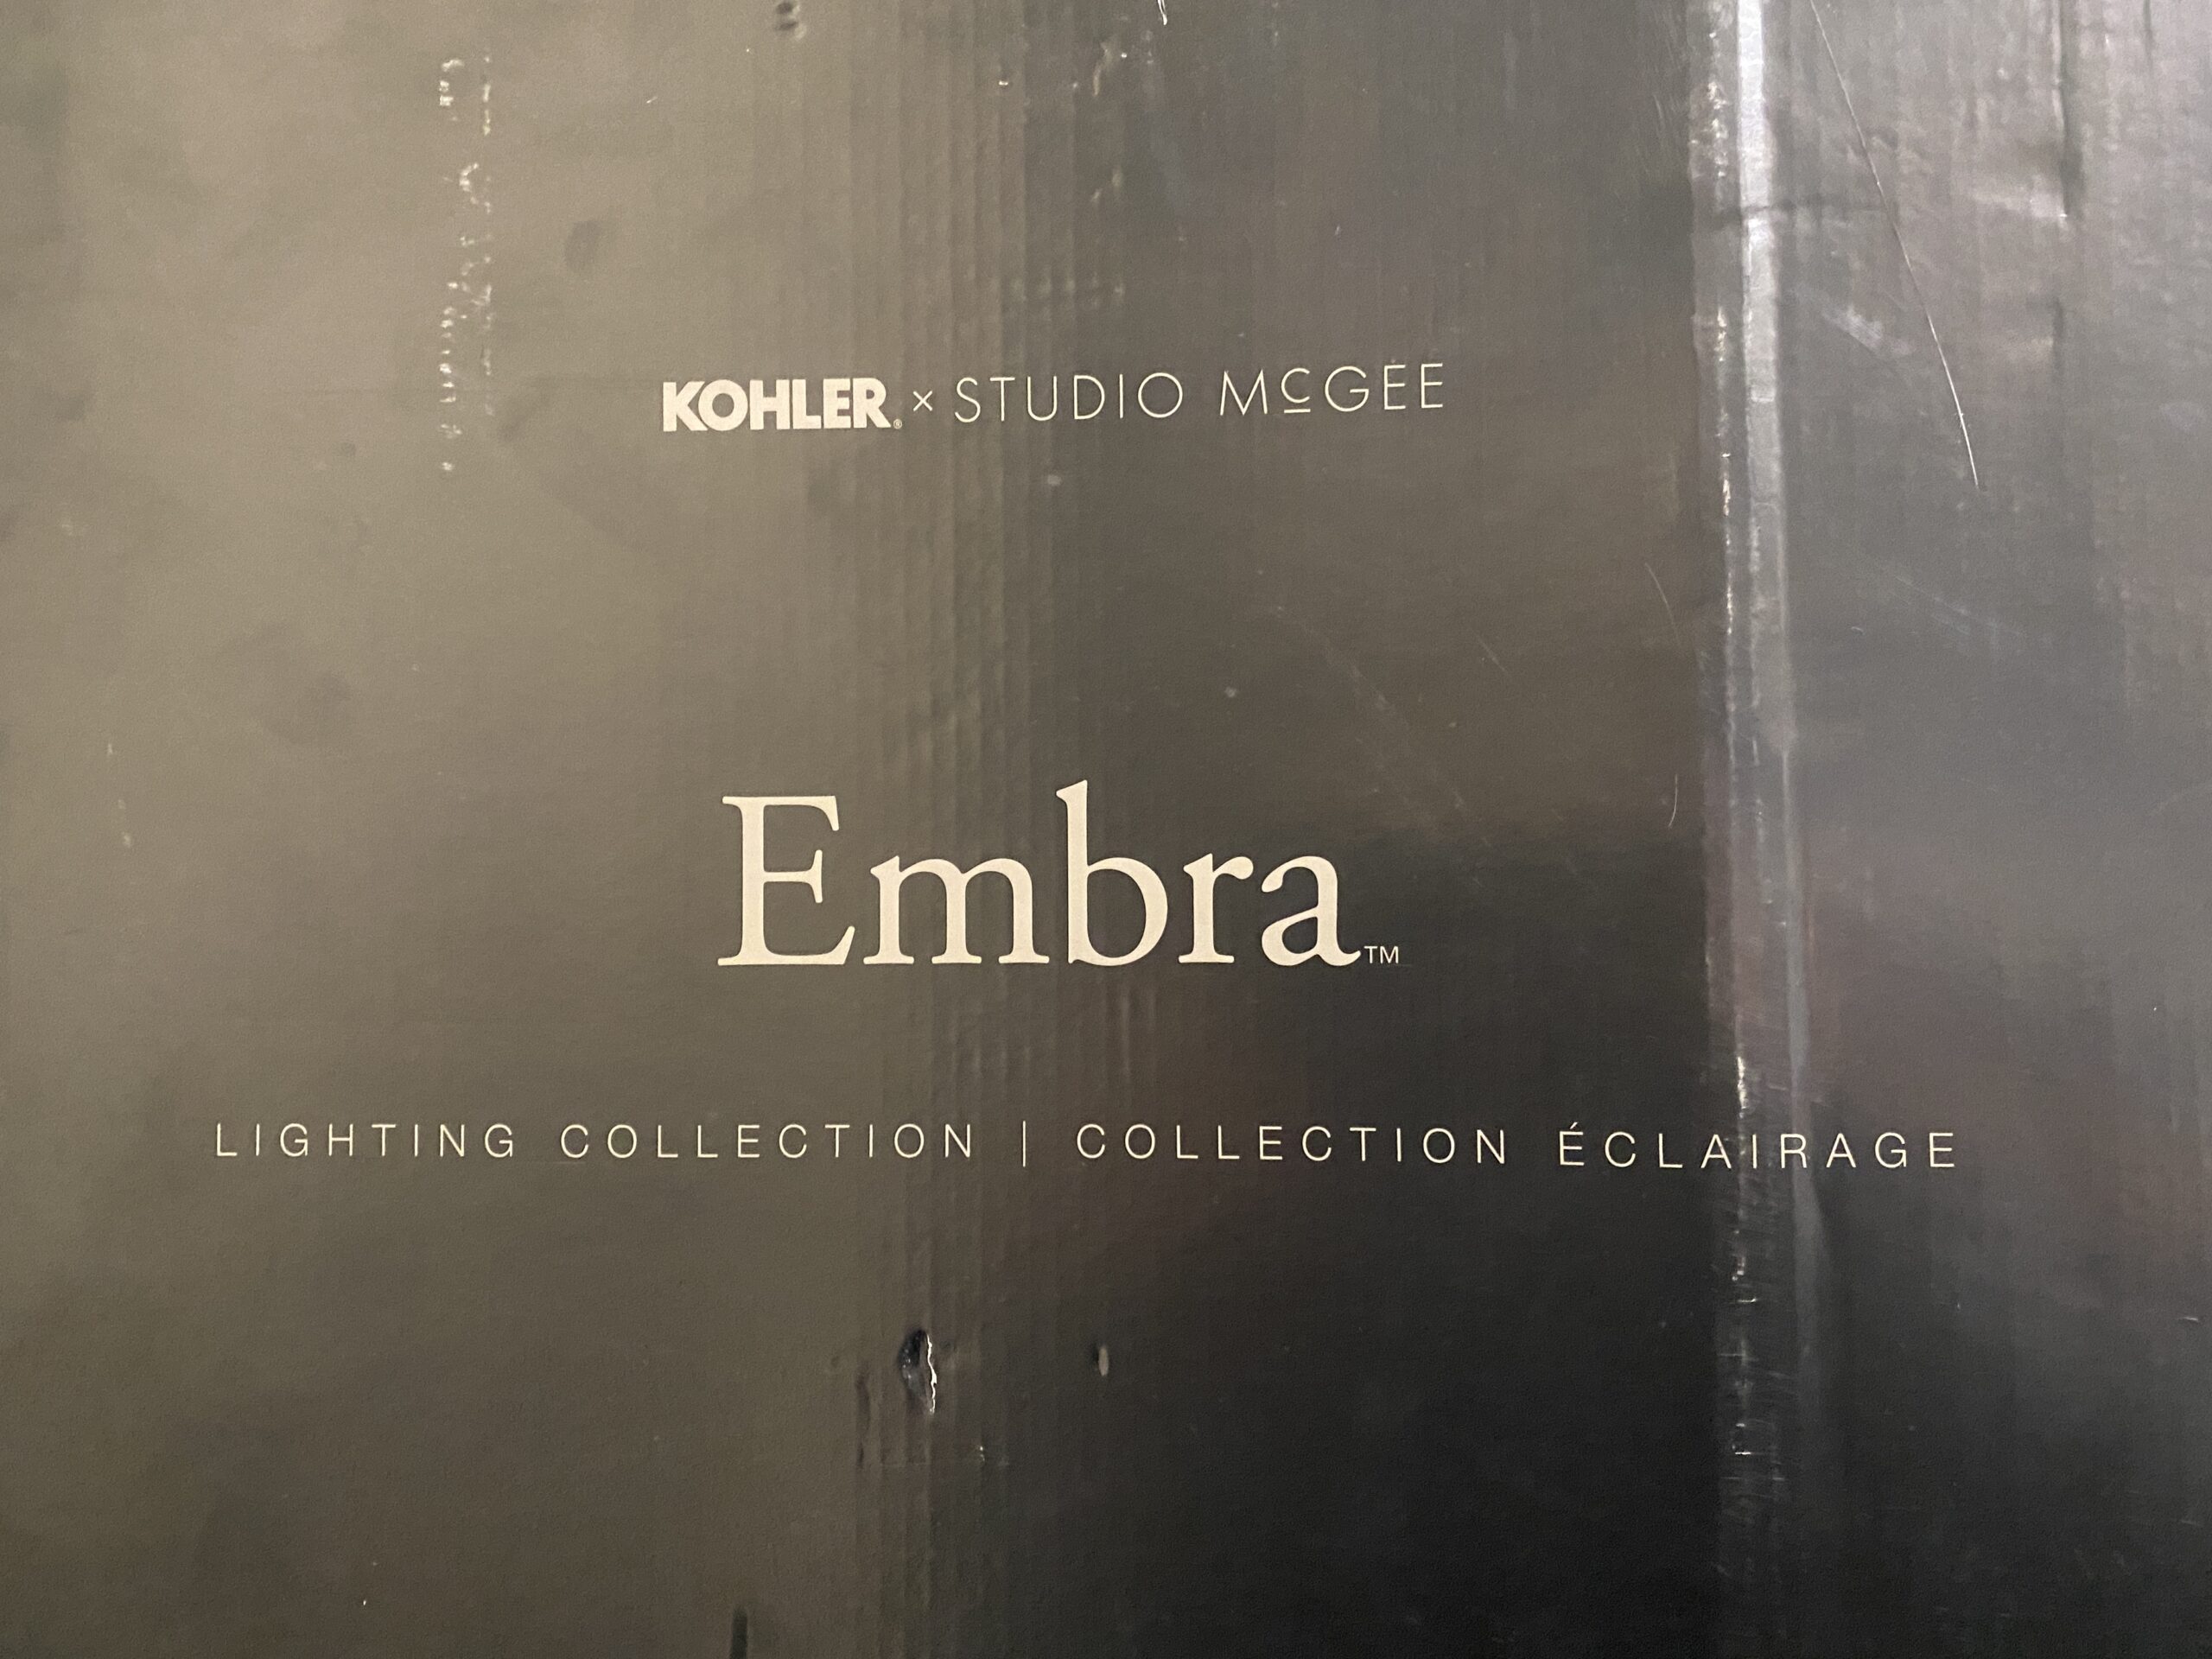 KOHLER® × STUDIO McGEE
Embra™
LIGHTING COLLECTION | COLLECTION ÉCLAIRAGE